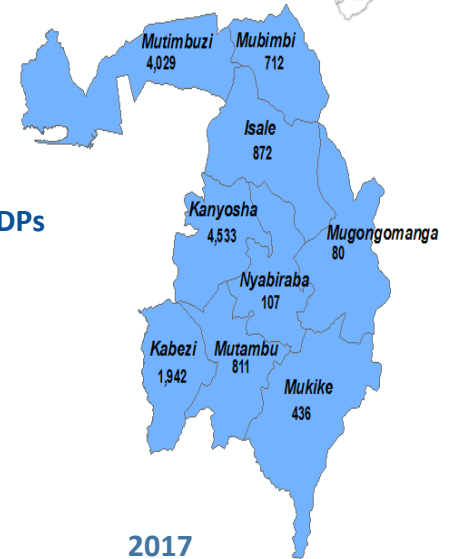 Mutimbuzi
4,029
Mubimbi
712
Isale
872
DPs
Kanyosha
4,533
Mugongomanga
80
Nyabiraba
107
Kabezi
1,942
Mutambu
811
Mukike
436
2017